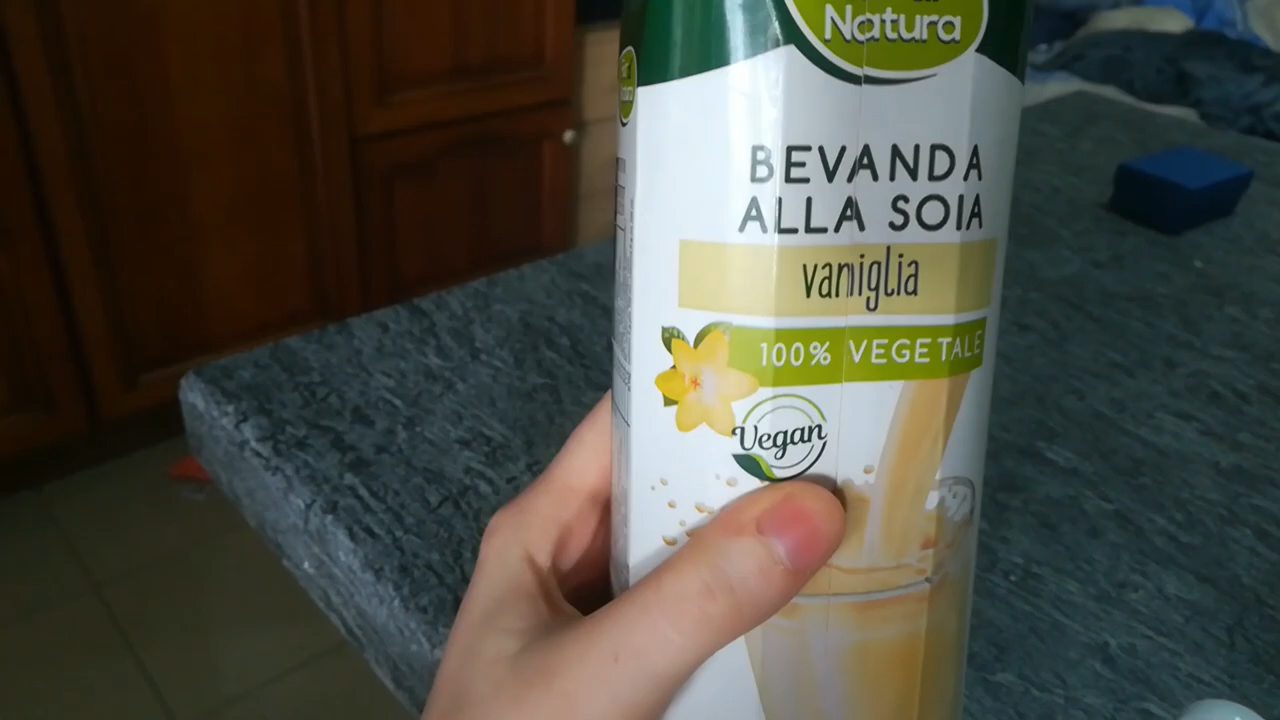 Natura
BEVANDA
ALLA SOIA
vaniglia
100% VEGETALE
Vegan